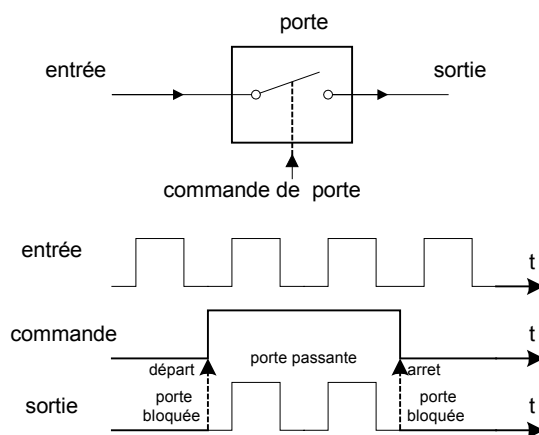 porte
entrée
sortie
commande de porte
entrée
t
commande
t
départ
porte passante
arret
sortie
porte
bloquée
porte
bloquée
t